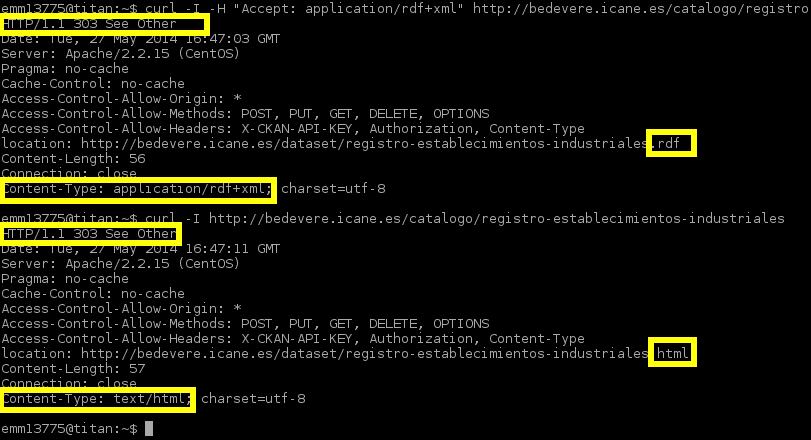 emm13775@titan:~$ curl -I -H "Accept: application/rdf+xml" http://bedevere.icane.es/catalogo/registro
HTTP/1.1 303 See Other
Date: Tue, 27 May 2014 16:47:03 GMT
Server: Apache/2.2.15 (CentOS)
Pragma: no-cache
Cache-Control: no-cache
Access-Control-Allow-Origin: *
Access-Control-Allow-Methods: POST, PUT, GET, DELETE, OPTIONS
Access-Control-Allow-Headers: X-CKAN-API-KEY, Authorization, Content-Type
location: http://bedevere.icane.es/dataset/registro-establecimientos-industriales.rdf
Content-Length: 56
Connection: close
Content-Type: application/rdf+xml; charset=utf-8
emm13775@titan:~$ curl -I http://bedevere.icane.es/catalogo/registro-establecimientos-industriales
HTTP/1.1 303 See Other
Date: Tue, 27 May 2014 16:47:11 GMT
Server: Apache/2.2.15 (CentOS)
Pragma: no-cache
Cache-Control: no-cache
Access-Control-Allow-Origin: *
Access-Control-Allow-Methods: POST, PUT, GET, DELETE, OPTIONS
Access-Control-Allow-Headers: X-CKAN-API-KEY, Authorization, Content-Type
location: http://bedevere.icane.es/dataset/registro-establecimientos-industriales.html
Content-Length: 57
Connection: close
Content-Type: text/html; charset=utf-8
emm13775@titan:~$